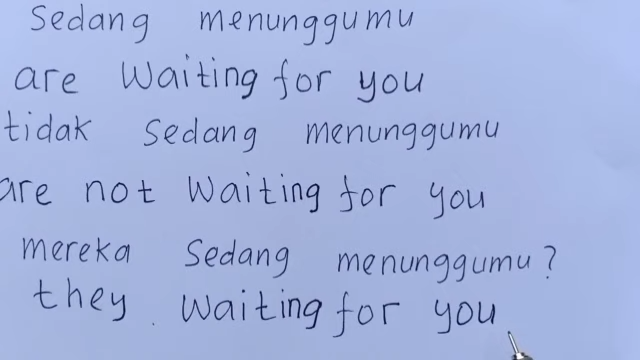 Sedang menunggumu
are Waiting for you
tidak Sedang menunggumu
are not Waiting for you
mereka Sedang menunggumu?
they Waiting for you